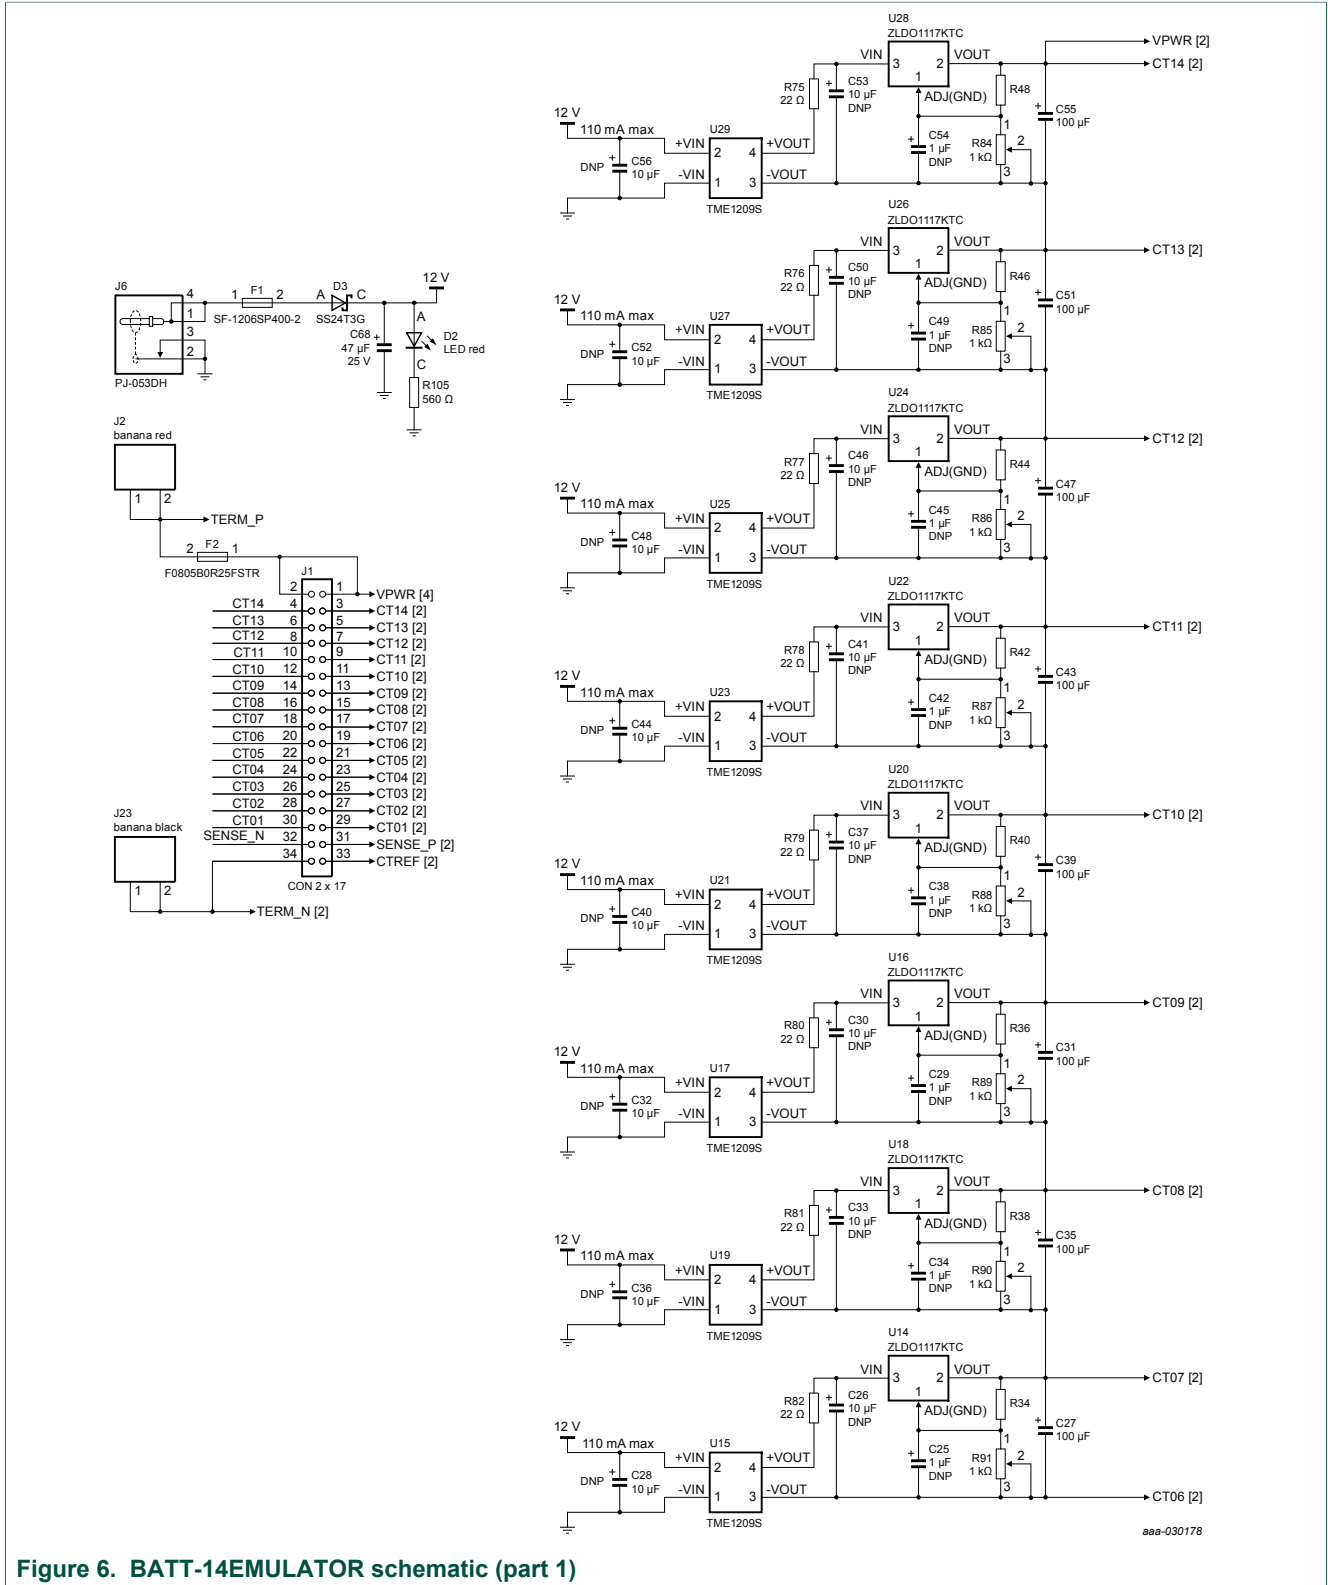 U28
ZLDO1117KTC
VIN 3 2 VOUT
1
ADJ(GND)
VPWR [2]
CT14 [2]
R75
22 Ω
+ C53
10 µF
DNP
R48
+ C55
100 µF
+ C54
1 µF
DNP
R84
1 kΩ
1
2
3
12 V
110 mA max
DNP
+ C56
10 µF
U29
+VIN 2 4 +VOUT
-VIN 1 3 -VOUT
TME1209S
U26
ZLDO1117KTC
VIN 3 2 VOUT
1
ADJ(GND)
CT13 [2]
R76
22 Ω
+ C50
10 µF
DNP
R46
+ C51
100 µF
+ C49
1 µF
DNP
R85
1 kΩ
1
2
3
12 V
110 mA max
DNP
+ C52
10 µF
U27
+VIN 2 4 +VOUT
-VIN 1 3 -VOUT
TME1209S
J6
4
1
3
2
PJ-053DH
1 F1 2
SF-1206SP400-2
A D3 C
SS24T3G
12 V
C68 +
47 µF
25 V
A
D2
LED red
C
R105
560 Ω
J2
banana red
1 2
TERM_P
2 F2 1
F0805B0R25FSTR
J1
2 1 VPWR [4]
CT14 4 3 CT14 [2]
CT13 6 5 CT13 [2]
CT12 8 7 CT12 [2]
CT11 10 9 CT11 [2]
CT10 12 11 CT10 [2]
CT09 14 13 CT09 [2]
CT08 16 15 CT08 [2]
CT07 18 17 CT07 [2]
CT06 20 19 CT06 [2]
CT05 22 21 CT05 [2]
CT04 24 23 CT04 [2]
CT03 26 25 CT03 [2]
CT02 28 27 CT02 [2]
CT01 30 29 CT01 [2]
SENSE_N 32 31 SENSE_P [2]
34 33 CTREF [2]
CON 2 x 17
J23
banana black
1 2
TERM_N [2]
U24
ZLDO1117KTC
VIN 3 2 VOUT
1
ADJ(GND)
CT12 [2]
R77
22 Ω
+ C46
10 µF
DNP
R44
+ C47
100 µF
+ C45
1 µF
DNP
R86
1 kΩ
1
2
3
12 V
110 mA max
DNP
+ C48
10 µF
U25
+VIN 2 4 +VOUT
-VIN 1 3 -VOUT
TME1209S
U22
ZLDO1117KTC
VIN 3 2 VOUT
1
ADJ(GND)
CT11 [2]
R78
22 Ω
+ C41
10 µF
DNP
R42
+ C43
100 µF
+ C42
1 µF
DNP
R87
1 kΩ
1
2
3
12 V
110 mA max
DNP
+ C44
10 µF
U23
+VIN 2 4 +VOUT
-VIN 1 3 -VOUT
TME1209S
U20
ZLDO1117KTC
VIN 3 2 VOUT
1
ADJ(GND)
CT10 [2]
R79
22 Ω
+ C37
10 µF
DNP
R40
+ C39
100 µF
+ C38
1 µF
DNP
R88
1 kΩ
1
2
3
12 V
110 mA max
DNP
+ C40
10 µF
U21
+VIN 2 4 +VOUT
-VIN 1 3 -VOUT
TME1209S
U16
ZLDO1117KTC
VIN 3 2 VOUT
1
ADJ(GND)
CT09 [2]
R80
22 Ω
+ C30
10 µF
DNP
R36
+ C31
100 µF
+ C29
1 µF
DNP
R89
1 kΩ
1
2
3
12 V
110 mA max
DNP
+ C32
10 µF
U17
+VIN 2 4 +VOUT
-VIN 1 3 -VOUT
TME1209S
U18
ZLDO1117KTC
VIN 3 2 VOUT
1
ADJ(GND)
CT08 [2]
R81
22 Ω
+ C33
10 µF
DNP
R38
+ C35
100 µF
+ C34
1 µF
DNP
R90
1 kΩ
1
2
3
12 V
110 mA max
DNP
+ C36
10 µF
U19
+VIN 2 4 +VOUT
-VIN 1 3 -VOUT
TME1209S
U14
ZLDO1117KTC
VIN 3 2 VOUT
1
ADJ(GND)
CT07 [2]
R82
22 Ω
+ C26
10 µF
DNP
R34
+ C27
100 µF
+ C25
1 µF
DNP
R91
1 kΩ
1
2
3
12 V
110 mA max
DNP
+ C28
10 µF
U15
+VIN 2 4 +VOUT
-VIN 1 3 -VOUT
TME1209S
CT06 [2]
aaa-030178
Figure 6. BATT-14EMULATOR schematic (part 1)